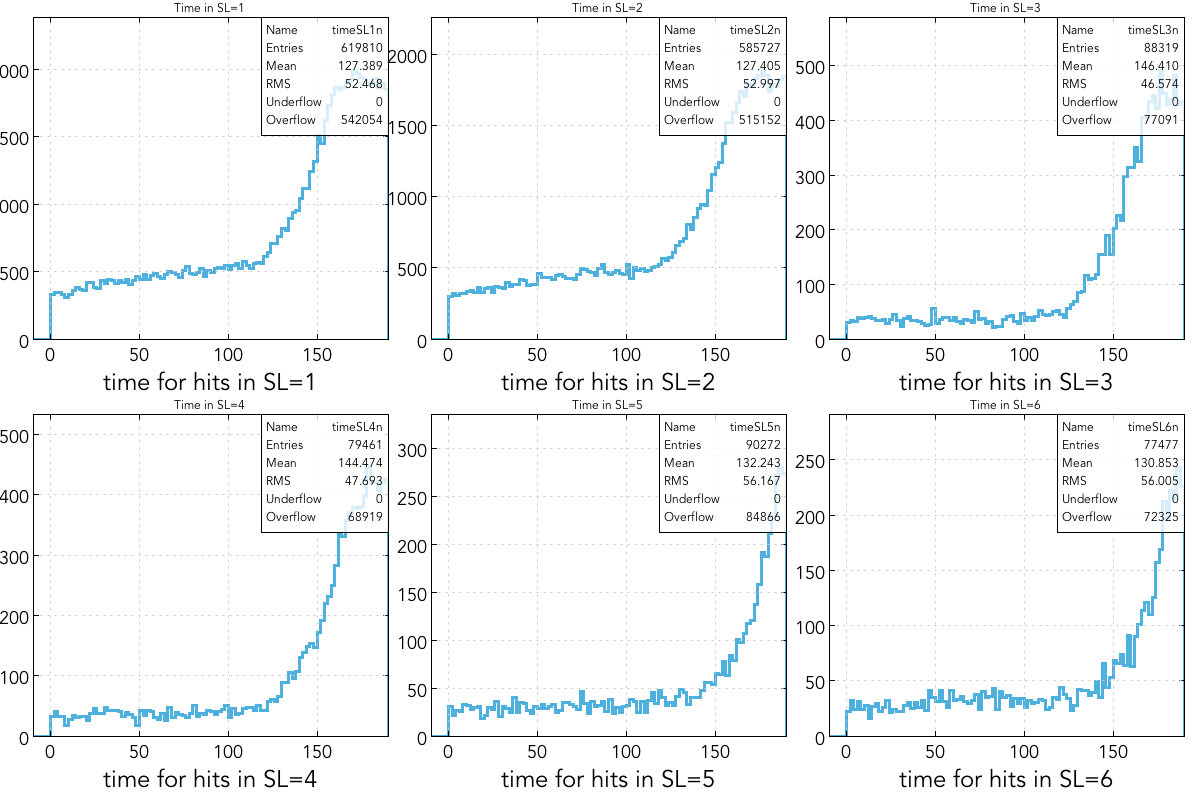 Time in SL=1
Name timeSL1n
Entries 619810
Mean 127.389
RMS 52.468
Underflow 0
Overflow 542054
000
500
000
500
0
0 50 100 150
time for hits in SL=1
Time in SL=2
Name timeSL2n
Entries 585727
Mean 127.405
RMS 52.997
Underflow 0
Overflow 515152
2000
1500
1000
500
0
0 50 100 150
time for hits in SL=2
Time in SL=3
Name timeSL3n
Entries 88319
Mean 146.410
RMS 46.574
Underflow 0
Overflow 77091
500
400
300
200
100
0
0 50 100 150
time for hits in SL=3
Time in SL=4
Name timeSL4n
Entries 79461
Mean 144.474
RMS 47.693
Underflow 0
Overflow 68919
500
400
300
200
100
0
0 50 100 150
time for hits in SL=4
Time in SL=5
Name timeSL5n
Entries 90272
Mean 132.243
RMS 56.167
Underflow 0
Overflow 84866
300
250
200
150
100
50
0
0 50 100 150
time for hits in SL=5
Time in SL=6
Name timeSL6n
Entries 77477
Mean 130.853
RMS 56.005
Underflow 0
Overflow 72325
250
200
150
100
50
0
0 50 100 150
time for hits in SL=6